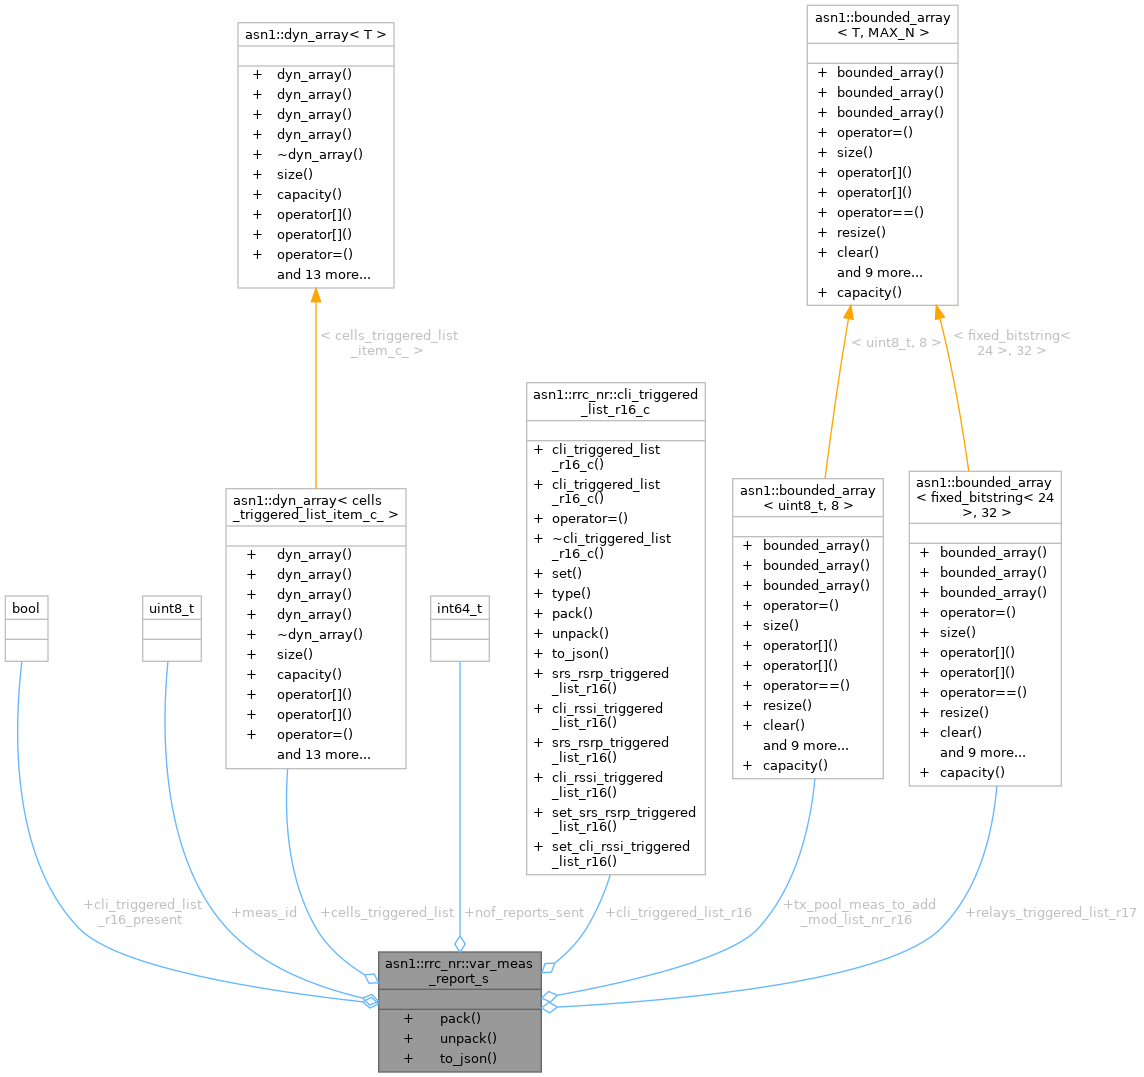 asn1::dyn_array< T >
+ dyn_array()
+ dyn_array()
+ dyn_array()
+ dyn_array()
+ ~dyn_array()
+ size()
+ capacity()
+ operator[]()
+ operator[]()
+ operator=()
and 13 more...
asn1::bounded_array
< T, MAX_N >
+ bounded_array()
+ bounded_array()
+ bounded_array()
+ operator=()
+ size()
+ operator[]()
+ operator[]()
+ operator==()
+ resize()
+ clear()
and 9 more...
+ capacity()
< cells_triggered_list
_item_c_ >
< uint8_t, 8 >
< fixed_bitstring<
24 >, 32 >
bool
uint8_t
asn1::dyn_array< cells
_triggered_list_item_c_ >
+ dyn_array()
+ dyn_array()
+ dyn_array()
+ dyn_array()
+ ~dyn_array()
+ size()
+ capacity()
+ operator[]()
+ operator[]()
+ operator=()
and 13 more...
int64_t
asn1::rrc_nr::cli_triggered
_list_r16_c
+ cli_triggered_list
_r16_c()
+ cli_triggered_list
_r16_c()
+ operator=()
+ ~cli_triggered_list
_r16_c()
+ set()
+ type()
+ pack()
+ unpack()
+ to_json()
+ srs_rsrp_triggered
_list_r16()
+ cli_rssi_triggered
_list_r16()
+ srs_rsrp_triggered
_list_r16()
+ cli_rssi_triggered
_list_r16()
+ set_srs_rsrp_triggered
_list_r16()
+ set_cli_rssi_triggered
_list_r16()
asn1::bounded_array
< uint8_t, 8 >
+ bounded_array()
+ bounded_array()
+ bounded_array()
+ operator=()
+ size()
+ operator[]()
+ operator[]()
+ operator==()
+ resize()
+ clear()
and 9 more...
+ capacity()
asn1::bounded_array
< fixed_bitstring< 24
>, 32 >
+ bounded_array()
+ bounded_array()
+ bounded_array()
+ operator=()
+ size()
+ operator[]()
+ operator[]()
+ operator==()
+ resize()
+ clear()
and 9 more...
+ capacity()
+cli_triggered_list
_r16_present
+meas_id
+cells_triggered_list
+nof_reports_sent
+cli_triggered_list_r16
+tx_pool_meas_to_add
_mod_list_nr_r16
+relays_triggered_list_r17
asn1::rrc_nr::var_meas
_report_s
+ pack()
+ unpack()
+ to_json()